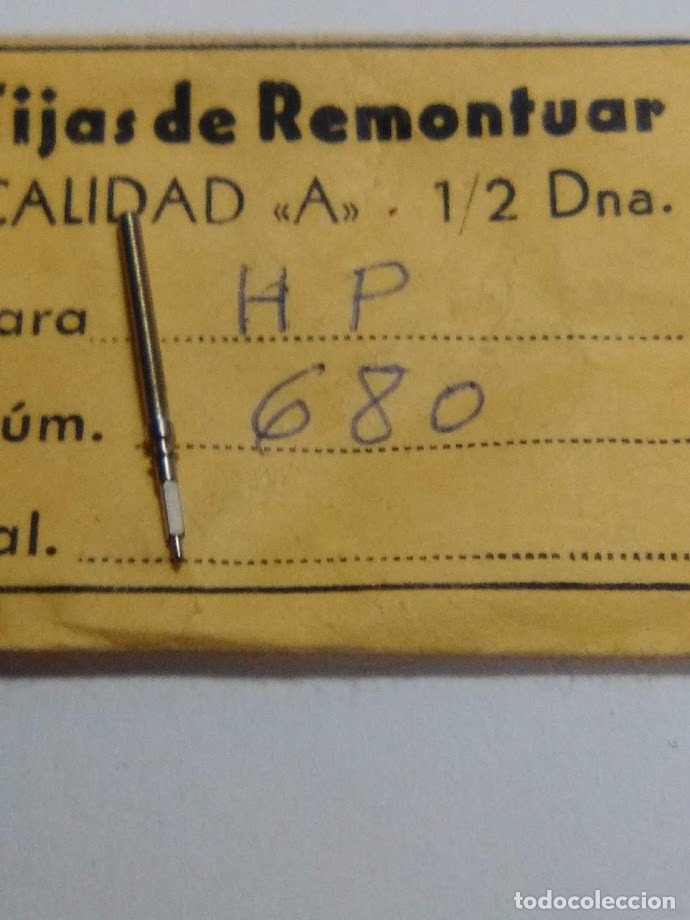 Tijas de Remontuar
CALIDAD «A» · 1/2 Dna.
ara HP
úm. 680
al.
todocoleccion